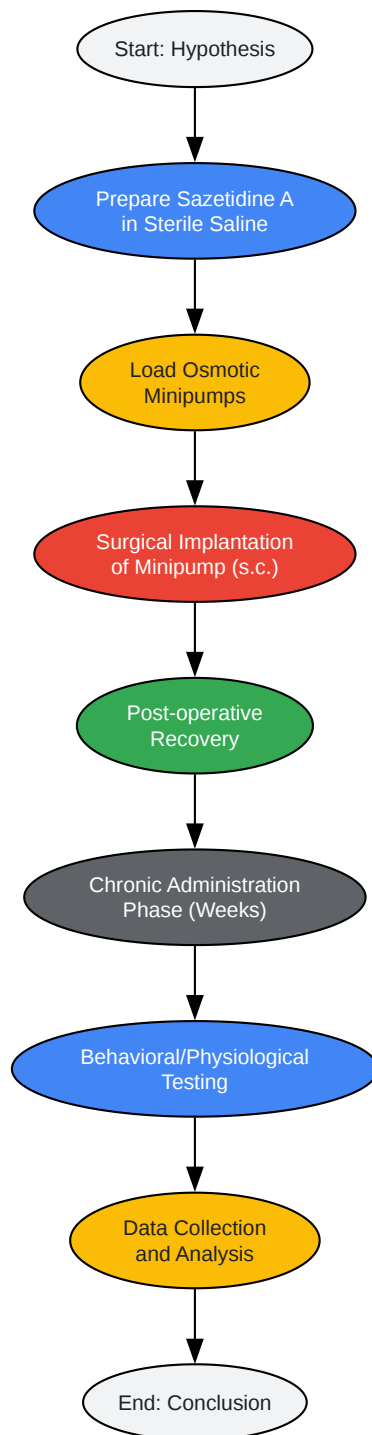 Start: Hypothesis
Prepare Sazetidine A
in Sterile Saline
Load Osmotic
Minipumps
Surgical Implantation
of Minipump (s.c.)
Post-operative
Recovery
Chronic Administration
Phase (Weeks)
Behavioral/Physiological
Testing
Data Collection
and Analysis
End: Conclusion